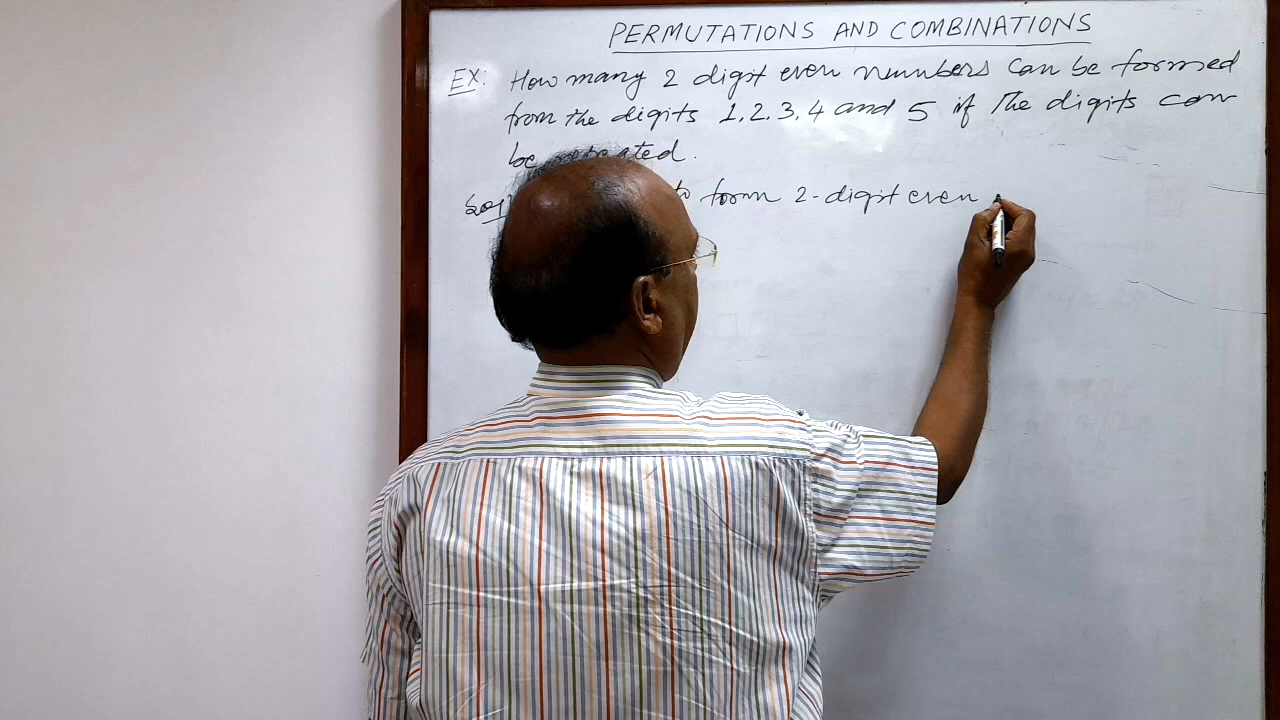 PERMUTATIONS AND COMBINATIONS
EX: How many 2 digit even numbers can be formed
from the digits 1, 2, 3, 4 and 5 if the digits can
be repeated.
to form 2-digit even